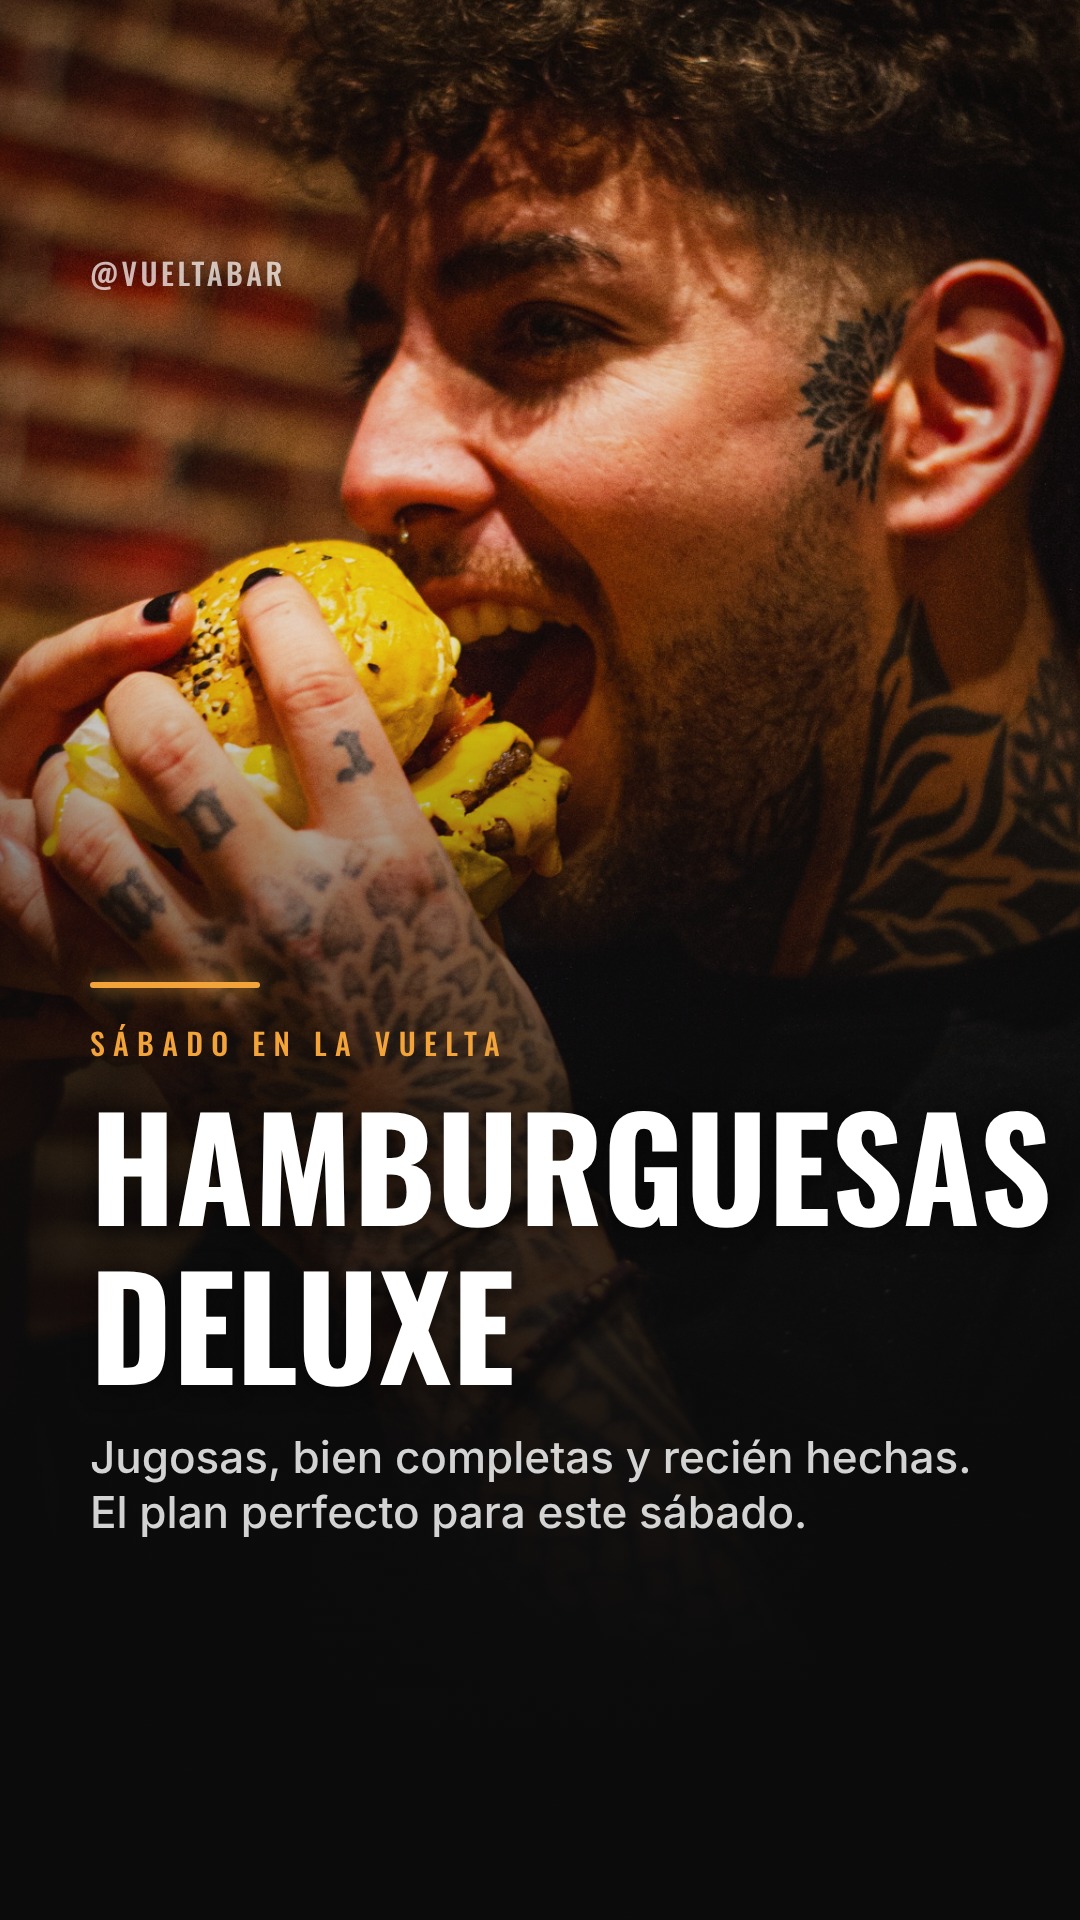 @VUELTABAR
SÁBADO EN LA VUELTA
HAMBURGUESAS
DELUXE
Jugosas, bien completas y recién hechas.
El plan perfecto para este sábado.